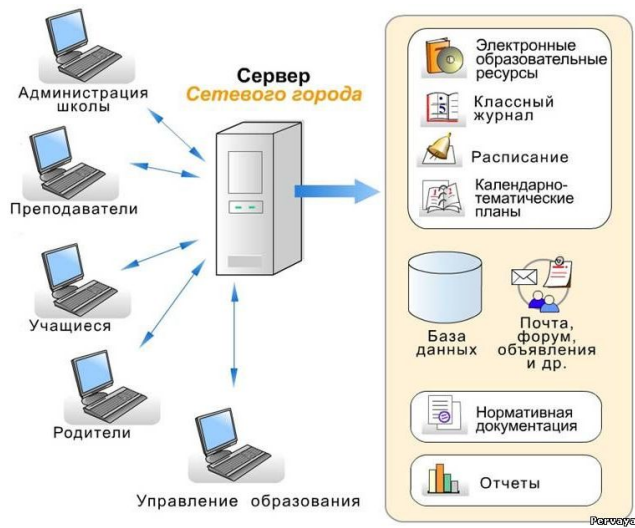 Администрация
школы
Преподаватели
Учащиеся
Родители
Управление образования
Сервер
Сетевого города
Электронные
образовательные
ресурсы
Классный
журнал
Расписание
Календарно-
тематические
планы
База
данных
Почта,
форум,
объявления
и др.
Нормативная
документация
Отчеты